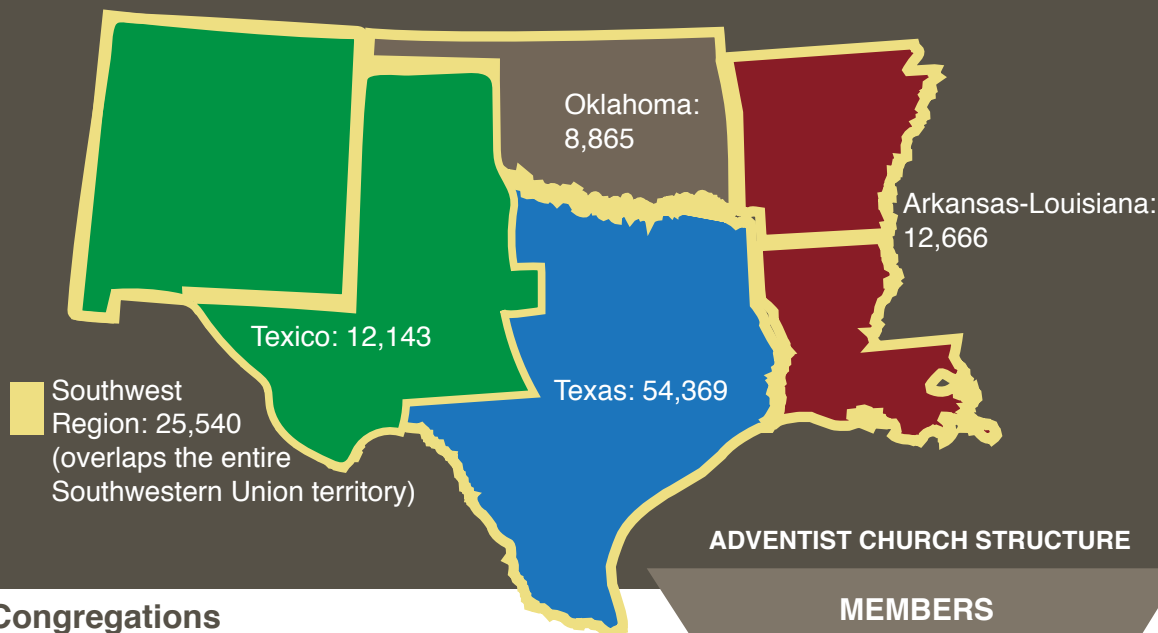 Oklahoma:
8,865
Arkansas-Louisiana:
12,666
Texico: 12,143
Texas: 54,369
Southwest
Region: 25,540
(overlaps the entire
Southwestern Union territory)
ADVENTIST CHURCH STRUCTURE
MEMBERS
Congregations